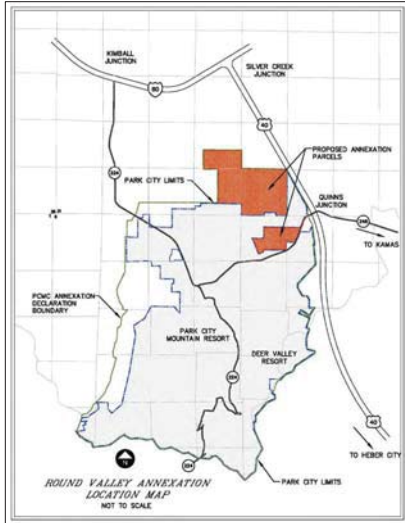 KIMBALL
JUNCTION
SILVER CREEK
JUNCTION
80
40
PROPOSED ANNEXATION
PARCELS
224
PARK CITY LIMITS
QUINNS
JUNCTION
248
TO KAMAS
PCMC ANNEXATION
DECLARATION
BOUNDARY
PARK CITY
MOUNTAIN RESORT
DEER VALLEY
RESORT
224
40
TO HEBER CITY
N
224
PARK CITY LIMITS
ROUND VALLEY ANNEXATION
LOCATION MAP
NOT TO SCALE